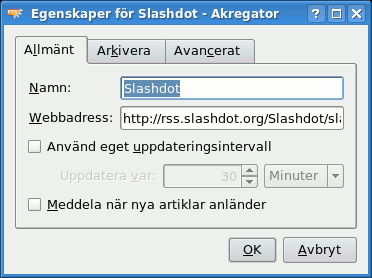 Egenskaper för Slashdot - Akregator
Allmänt Arkivera Avancerat
Namn: Slashdot
Webbadress: http://rss.slashdot.org/Slashdot/sla
Använd eget uppdateringsintervall
Uppdatera var: 30 Minuter
Meddela när nya artiklar anländer
OK Avbryt